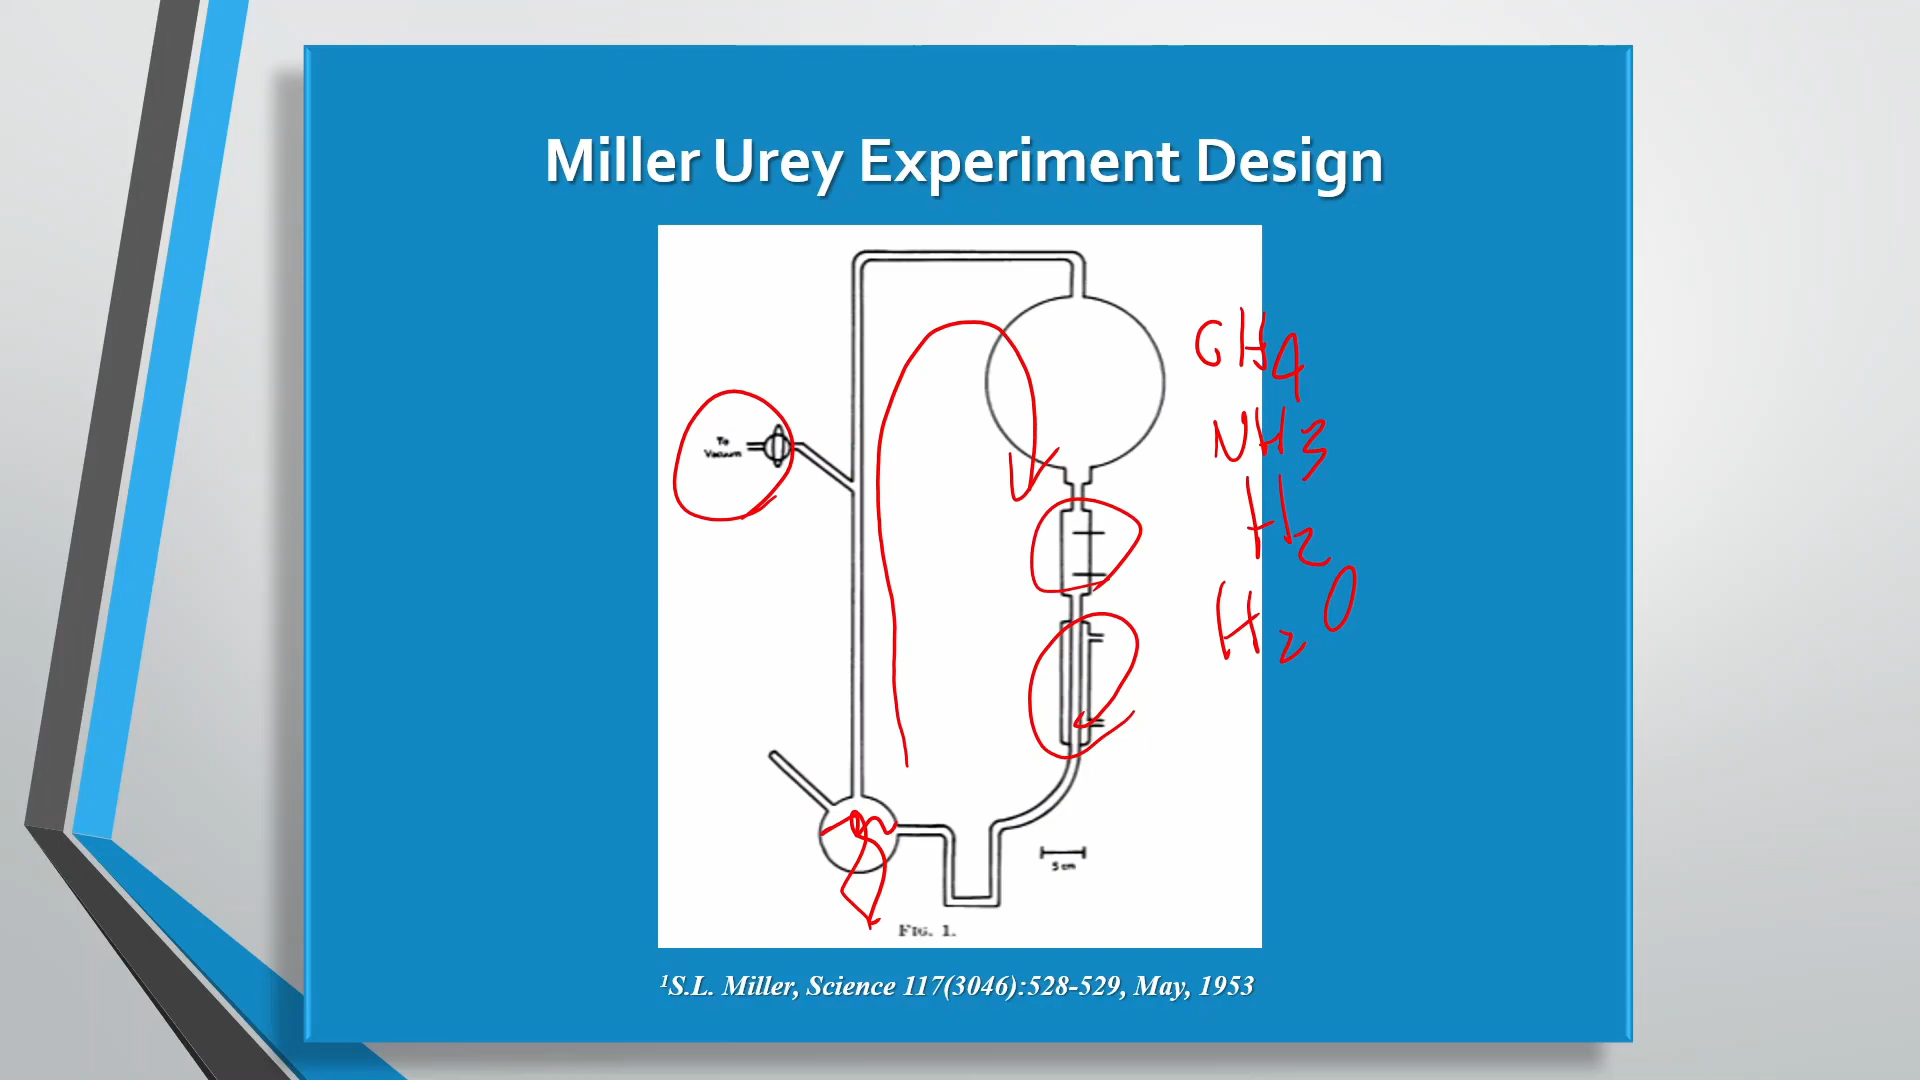 Miller Urey Experiment Design
CH4
NH3
H2
H2O
To
Vacuum
5 cm
FIG. 1.
¹S.L. Miller, Science 117(3046):528-529, May, 1953